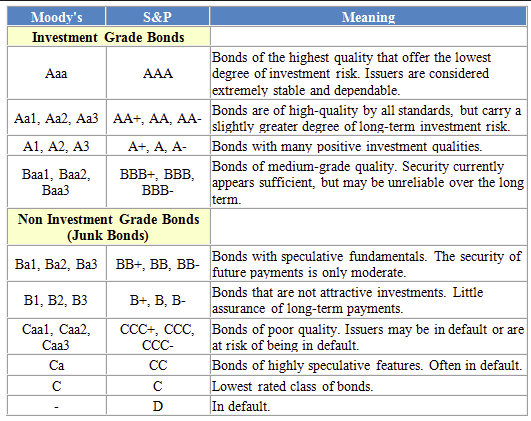 Moody's S&P Meaning
Investment Grade Bonds
Aaa AAA Bonds of the highest quality that offer the lowest
degree of investment risk. Issuers are considered
extremely stable and dependable.
Aa1, Aa2, Aa3 AA+, AA, AA- Bonds are of high-quality by all standards, but carry a
slightly greater degree of long-term investment risk.
A1, A2, A3 A+, A, A- Bonds with many positive investment qualities.
Baa1, Baa2,
Baa3 BBB+, BBB,
BBB- Bonds of medium-grade quality. Security currently
appears sufficient, but may be unreliable over the long
term.
Non Investment Grade Bonds
(Junk Bonds)
Ba1, Ba2, Ba3 BB+, BB, BB- Bonds with speculative fundamentals. The security of
future payments is only moderate.
B1, B2, B3 B+, B, B- Bonds that are not attractive investments. Little
assurance of long-term payments.
Caa1, Caa2,
Caa3 CCC+, CCC,
CCC- Bonds of poor quality. Issuers may be in default or are
at risk of being in default.
Ca CC Bonds of highly speculative features. Often in default.
C C Lowest rated class of bonds.
- D In default.